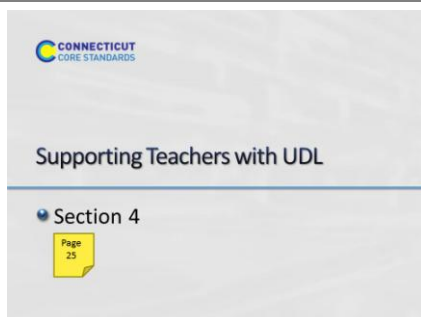 CONNECTICUT
CORE STANDARDS
Supporting Teachers with UDL
Section 4
Page
25